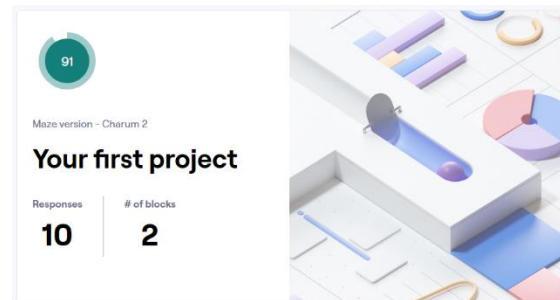 91
Maze version - Charum 2
Your first project
Responses # of blocks
10 2